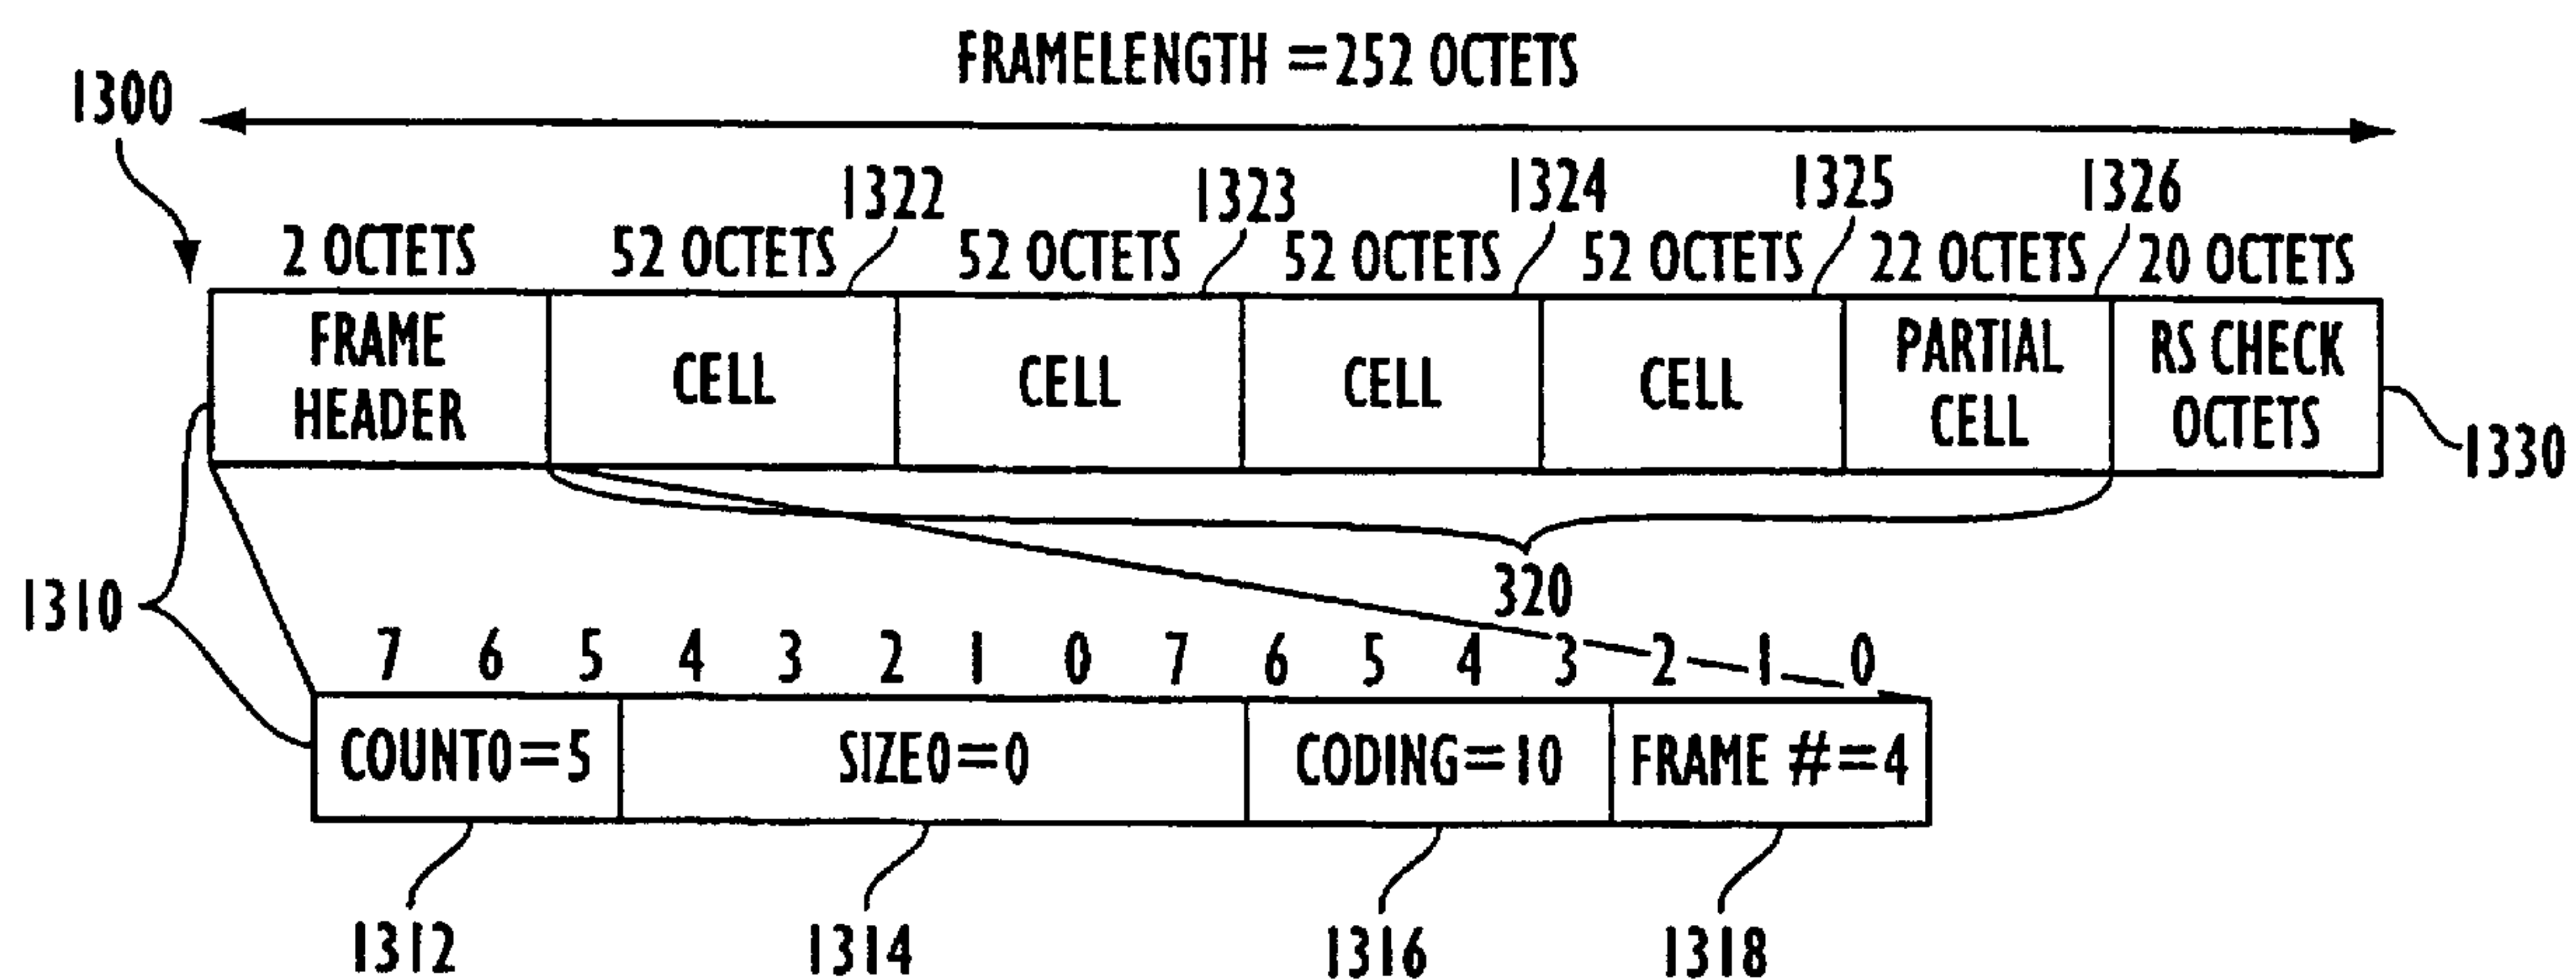 FRAMELENGTH = 252 OCTETS
1300
1322
1323
1324
1325
1326
2 OCTETS
52 OCTETS
52 OCTETS
52 OCTETS
52 OCTETS
22 OCTETS
20 OCTETS
FRAME
HEADER
CELL
CELL
CELL
CELL
PARTIAL
CELL
RS CHECK
OCTETS
1330
1310
320
7 6 5 4 3 2 1 0 7 6 5 4 3 2 1 0
COUNT0=5
SIZE0=0
CODING=10
FRAME #=4
1312
1314
1316
1318